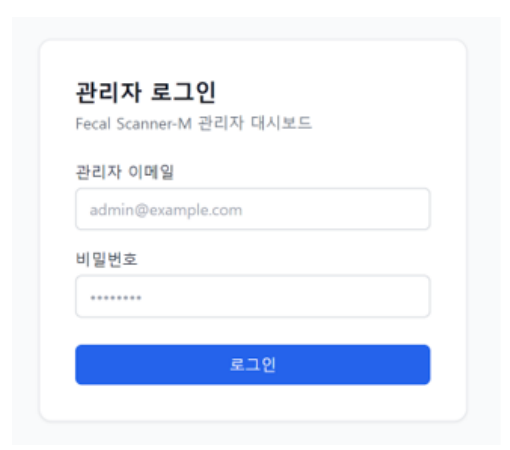 관리자 로그인
Fecal Scanner-M 관리자 대시보드
관리자 이메일
admin@example.com
비밀번호
••••••••
로그인